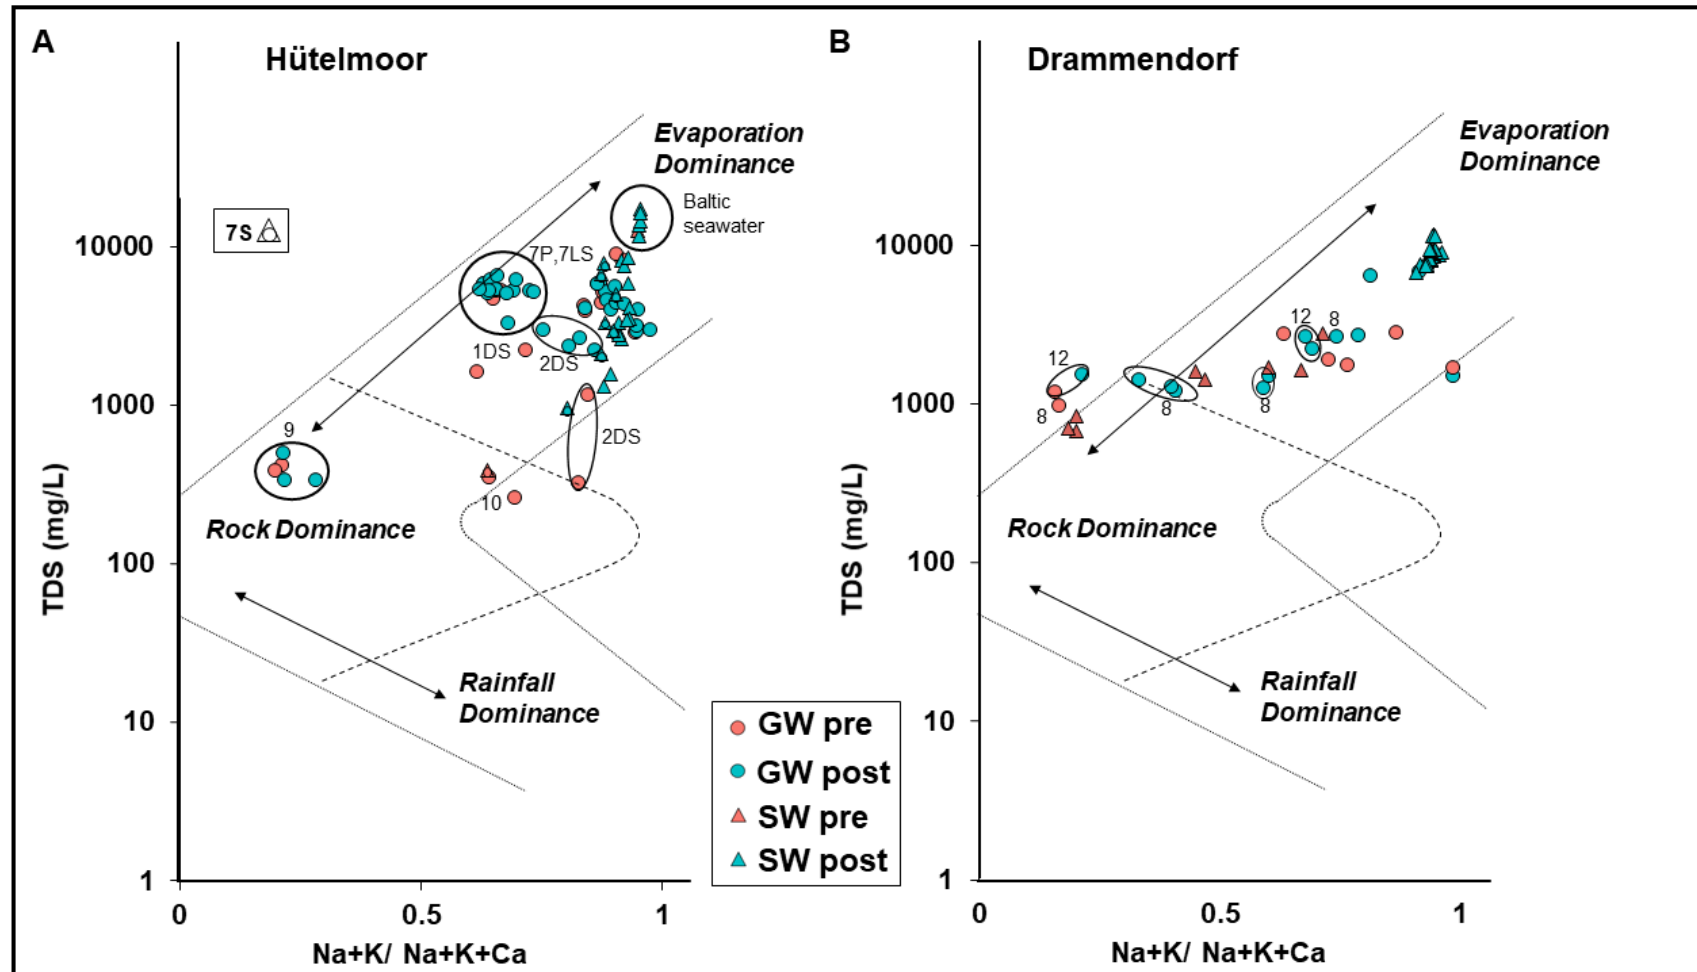 A
Hütelmoor
Evaporation
Dominance
7S
Baltic
seawater
10000
7P,7LS
1DS
2DS
1000
9
2DS
10
Rock Dominance
100
TDS (mg/L)
Rainfall
Dominance
10
1
0
0.5
1
Na+K/ Na+K+Ca
GW pre
GW post
SW pre
SW post
B
Drammendorf
Evaporation
Dominance
10000
12
8
12
8
8
8
1000
Rock Dominance
100
TDS (mg/L)
Rainfall
Dominance
10
1
0
0.5
1
Na+K/ Na+K+Ca